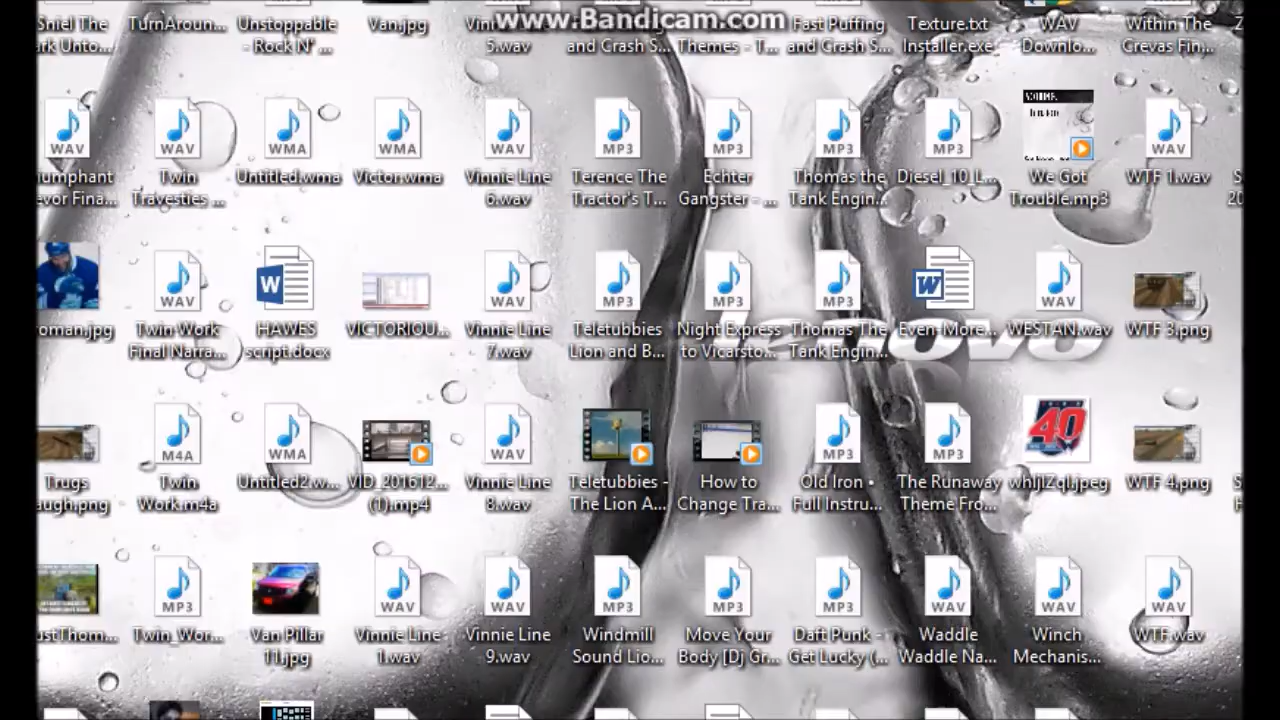 www.Bandicam.com
Shiel The
TurnAroun...
Unstoppable
Van.jpg
Vinni
Fast Puffing
Texture.txt
WAV
Within The
rk Unto...
- Rock N' ...
5.wav
and Crash S...
Themes - T...
and Crash S...
Installer.exe
Downlo...
Crevas Fin...
WAV
WAV
WMA
WMA
WAV
MP3
MP3
MP3
MP3
WAV
umphant
Twin
Untitled.wma
Victor.wma
Vinnie Line
Terence The
Echter
Thomas the
Diesel_10_L...
We Got
WTF 1.wav
evor Fina...
Travesties ...
6.wav
Tractor's T...
Gangster - ...
Tank Engin...
Trouble.mp3
20
WAV
W
WAV
MP3
MP3
MP3
W
WAV
lenovo
oman.jpg
Twin Work
HAWES
VICTORIOU...
Vinnie Line
Teletubbies
Night Express
Thomas The
Even-More...
WESTAN.wav
WTF 3.png
Final Narra...
script.docx
7.wav
Lion and B...
to Vicarsto...
Tank Engin...
M4A
WMA
WAV
MP3
MP3
40
Trugs
Twin
Untitled2.w...
VID_201612...
Vinnie Line
Teletubbies -
How to
Old Iron •
The Runaway
whljlZql.jpeg
WTF 4.png
augh.png
Work.m4a
(1).mp4
8.wav
The Lion A...
Change Tra...
Full Instru...
Theme Fro...
MP3
WAV
WAV
MP3
MP3
MP3
WAV
WAV
WAV
ustThom...
Twin_Wor...
Van Pillar
Vinnie Line
Vinnie Line
Windmill
Move Your
Daft Punk -
Waddle
Winch
WTF.wav
11.jpg
1.wav
9.wav
Sound Lio...
Body [Dj Gr...
Get Lucky (...
Waddle Na...
Mechanis...